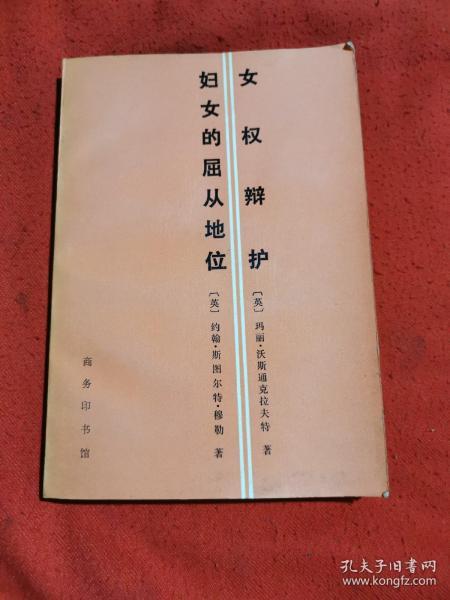 女权辩护
〔英〕玛丽·沃斯通克拉夫特 著
妇女的屈从地位
〔英〕约翰·斯图尔特·穆勒 著
商务印书馆
孔夫子旧书网
www.kongfz.com